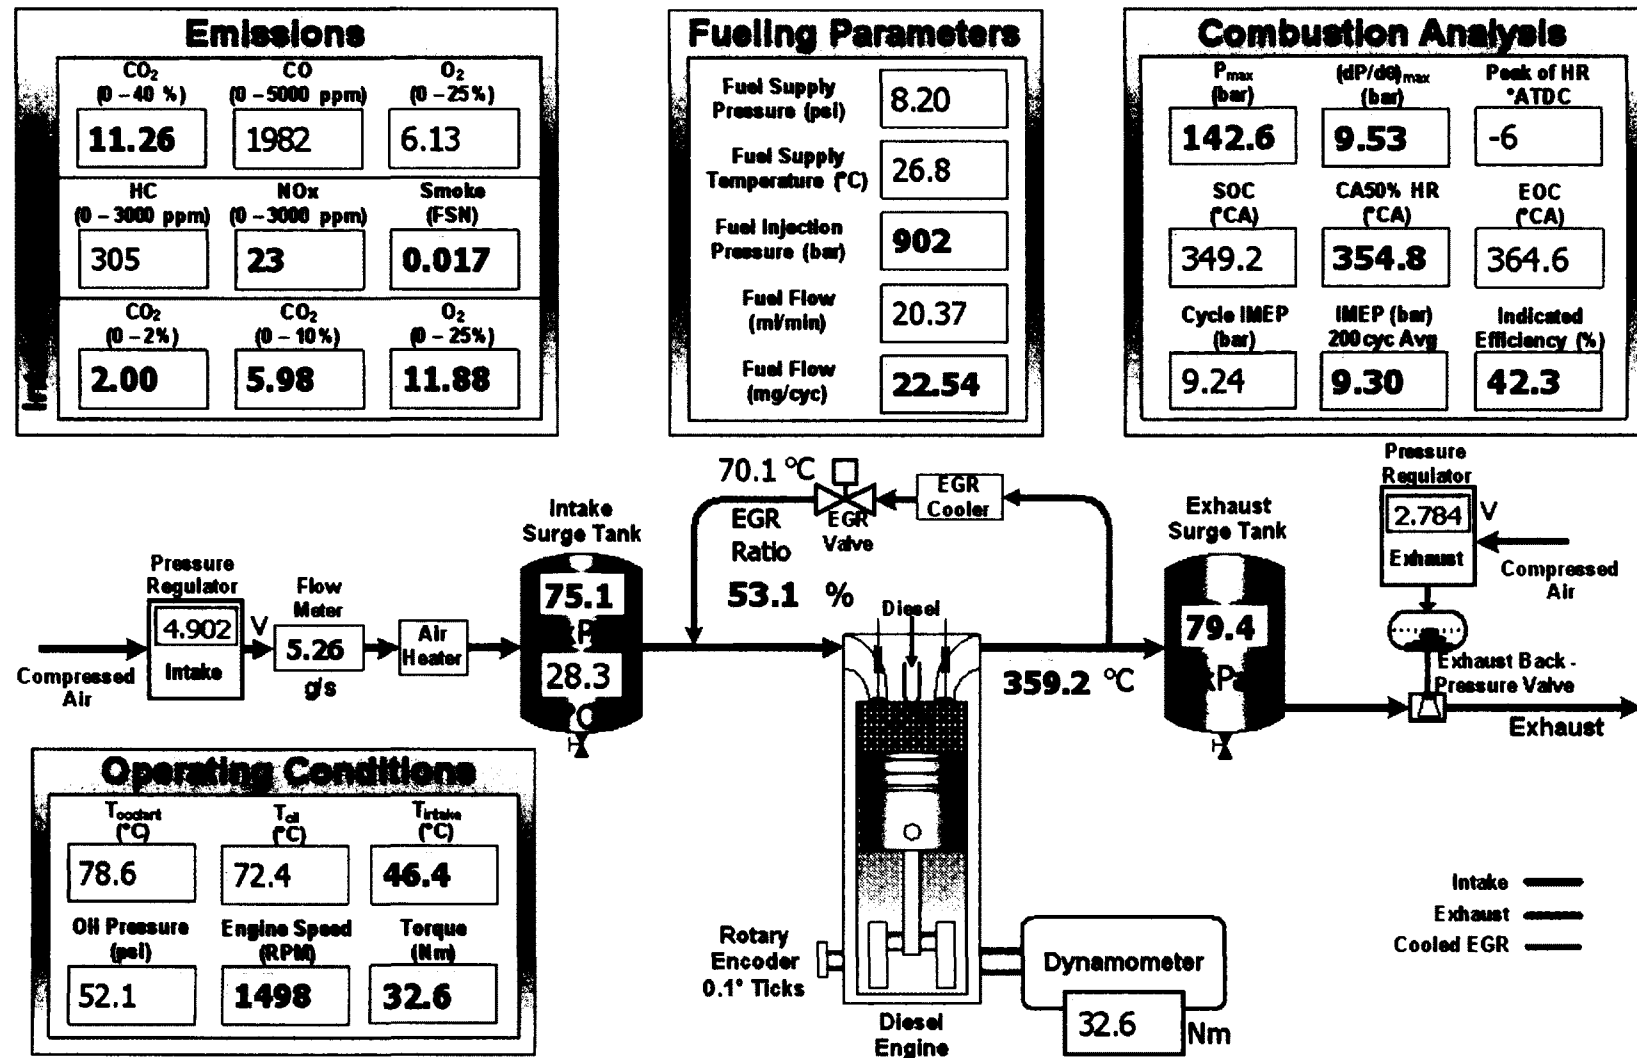 Emissions
CO₂ CO O₂
(0 – 40 %) (0 – 5000 ppm) (0 – 25%)
11.26 1982 6.13
HC NOx Smoke
(0 – 3000 ppm) (0 – 3000 ppm) (FSN)
305 23 0.017
CO₂ CO₂ O₂
(0 – 2%) (0 – 10%) (0 – 25%)
2.00 5.98 11.88
Fueling Parameters
Fuel Supply
Pressure (psi)
8.20
Fuel Supply
Temperature (°C)
26.8
Fuel Injection
Pressure (bar)
902
Fuel Flow
(ml/min)
20.37
Fuel Flow
(mg/cyc)
22.54
Combustion Analysis
Pmax (dP/dθ)max Peak of HR
(bar) (bar) °ATDC
142.6 9.53 -6
SOC CA50% HR EOC
(°CA) (°CA) (°CA)
349.2 354.8 364.6
Cycle IMEP IMEP (bar) Indicated
(bar) 200cyc Avg Efficiency (%)
9.24 9.30 42.3
Pressure
Regulator
4.902 V
Intake
Compressed
Air
Flow
Meter
5.26
g/s
Air
Heater
Intake
Surge Tank
75.1
kPa
28.3
70.1 °C
EGR
Ratio
53.1 %
EGR
Valve
EGR
Cooler
Diesel
359.2 °C
Exhaust
Surge Tank
79.4
kPa
Pressure
Regulator
2.784 V
Exhaust
Compressed
Air
Exhaust Back -
Pressure Valve
Exhaust
Operating Conditions
Tcoolant Toil Tintake
(°C) (°C) (°C)
78.6 72.4 46.4
Oil Pressure Engine Speed Torque
(psi) (RPM) (Nm)
52.1 1498 32.6
Rotary
Encoder
0.1° Ticks
Diesel
Engine
Dynamometer
32.6 Nm
Intake
Exhaust
Cooled EGR